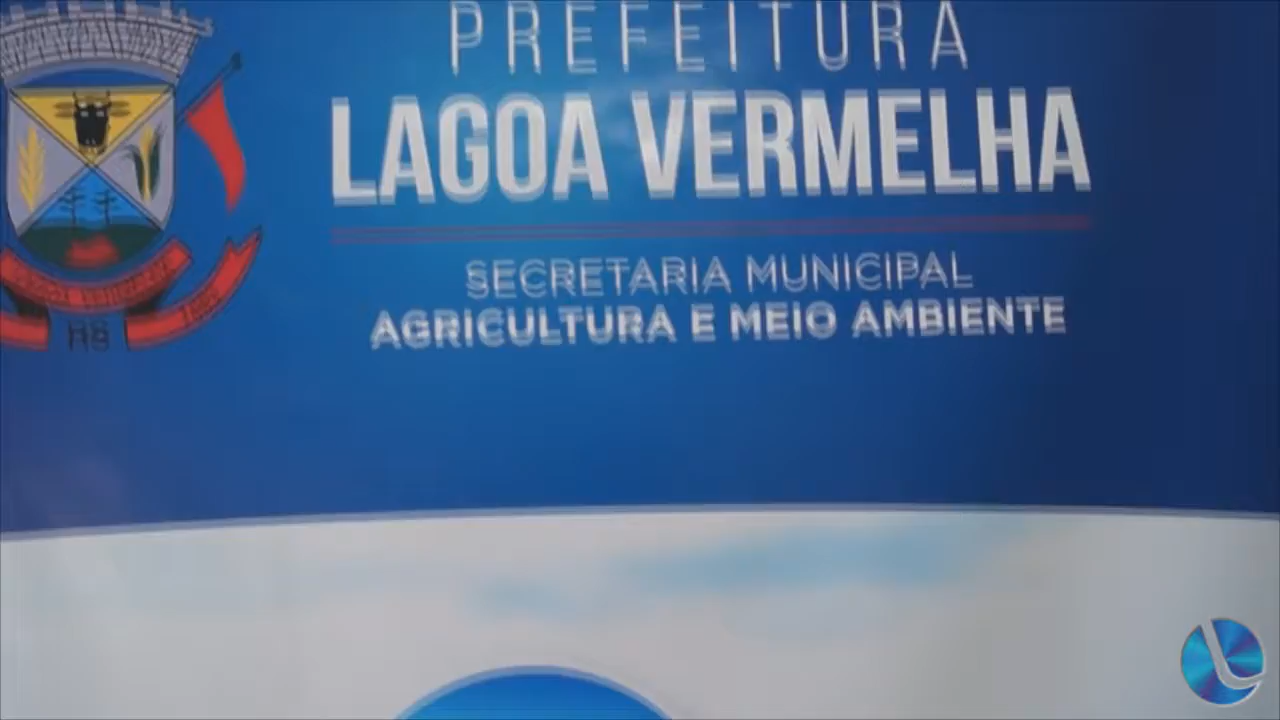 PREFEITURA
LAGOA VERMELHA
SECRETARIA MUNICIPAL
AGRICULTURA E MEIO AMBIENTE